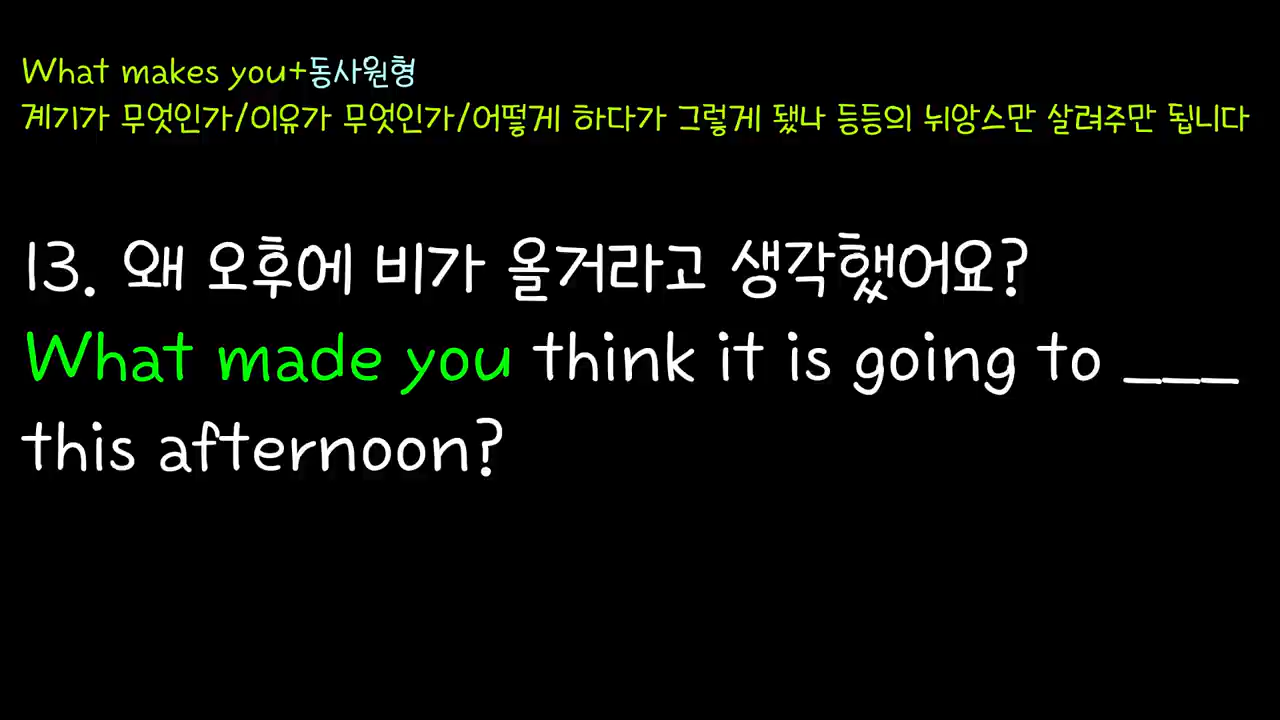 What makes you+동사원형
계기가 무엇인가/이유가 무엇인가/어떻게 하다가 그렇게 됐나 등등의 뉘앙스만 살려주만 됩니다
13. 왜 오후에 비가 올거라고 생각했어요?
What made you think it is going to ___
this afternoon?